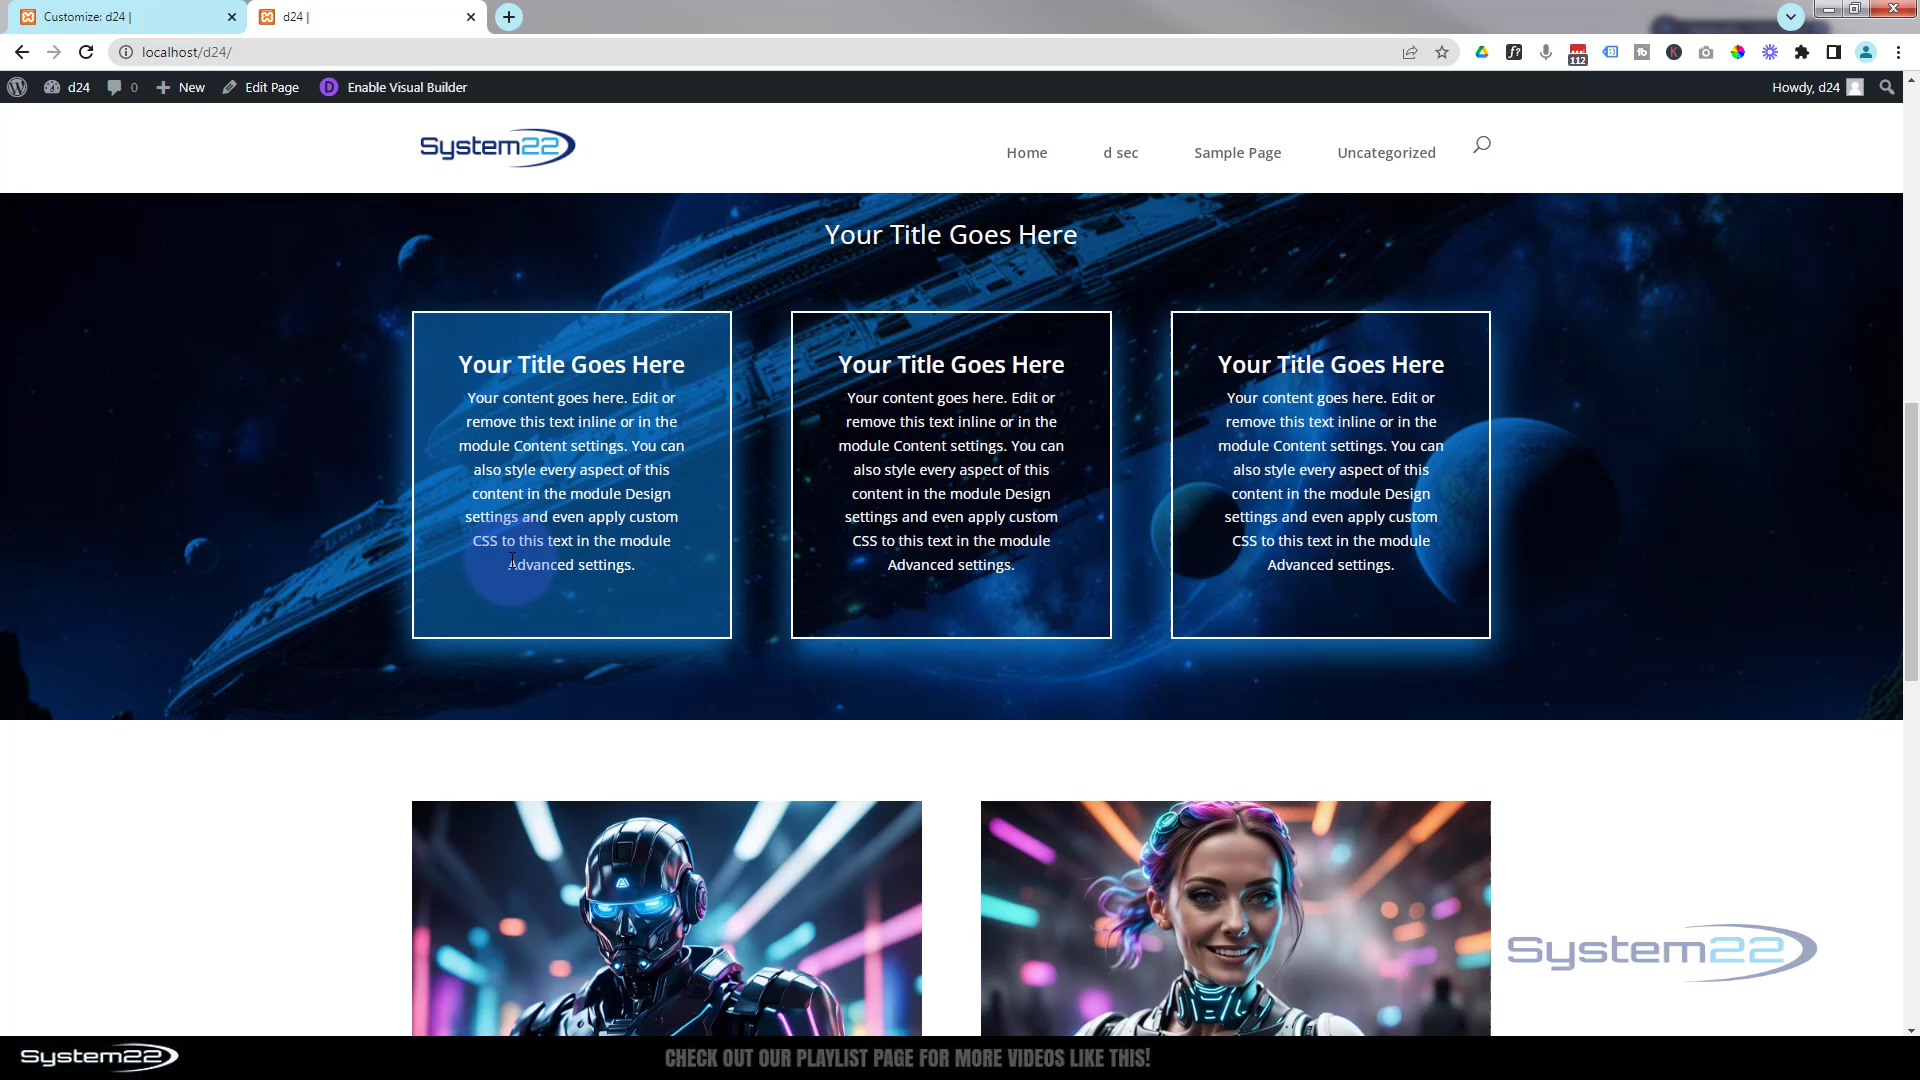 Customize: d24 |
d24 |
localhost/d24/
112
d24
0
New
Edit Page
D
Enable Visual Builder
Howdy, d24
System22
Home
d sec
Sample Page
Uncategorized
Your Title Goes Here
Your Title Goes Here
Your content goes here. Edit or
remove this text inline or in the
module Content settings. You can
also style every aspect of this
content in the module Design
settings and even apply custom
CSS to this text in the module
Advanced settings.
Your Title Goes Here
Your content goes here. Edit or
remove this text inline or in the
module Content settings. You can
also style every aspect of this
content in the module Design
settings and even apply custom
CSS to this text in the module
Advanced settings.
Your Title Goes Here
Your content goes here. Edit or
remove this text inline or in the
module Content settings. You can
also style every aspect of this
content in the module Design
settings and even apply custom
CSS to this text in the module
Advanced settings.
System22
System22
CHECK OUT OUR PLAYLIST PAGE FOR MORE VIDEOS LIKE THIS!